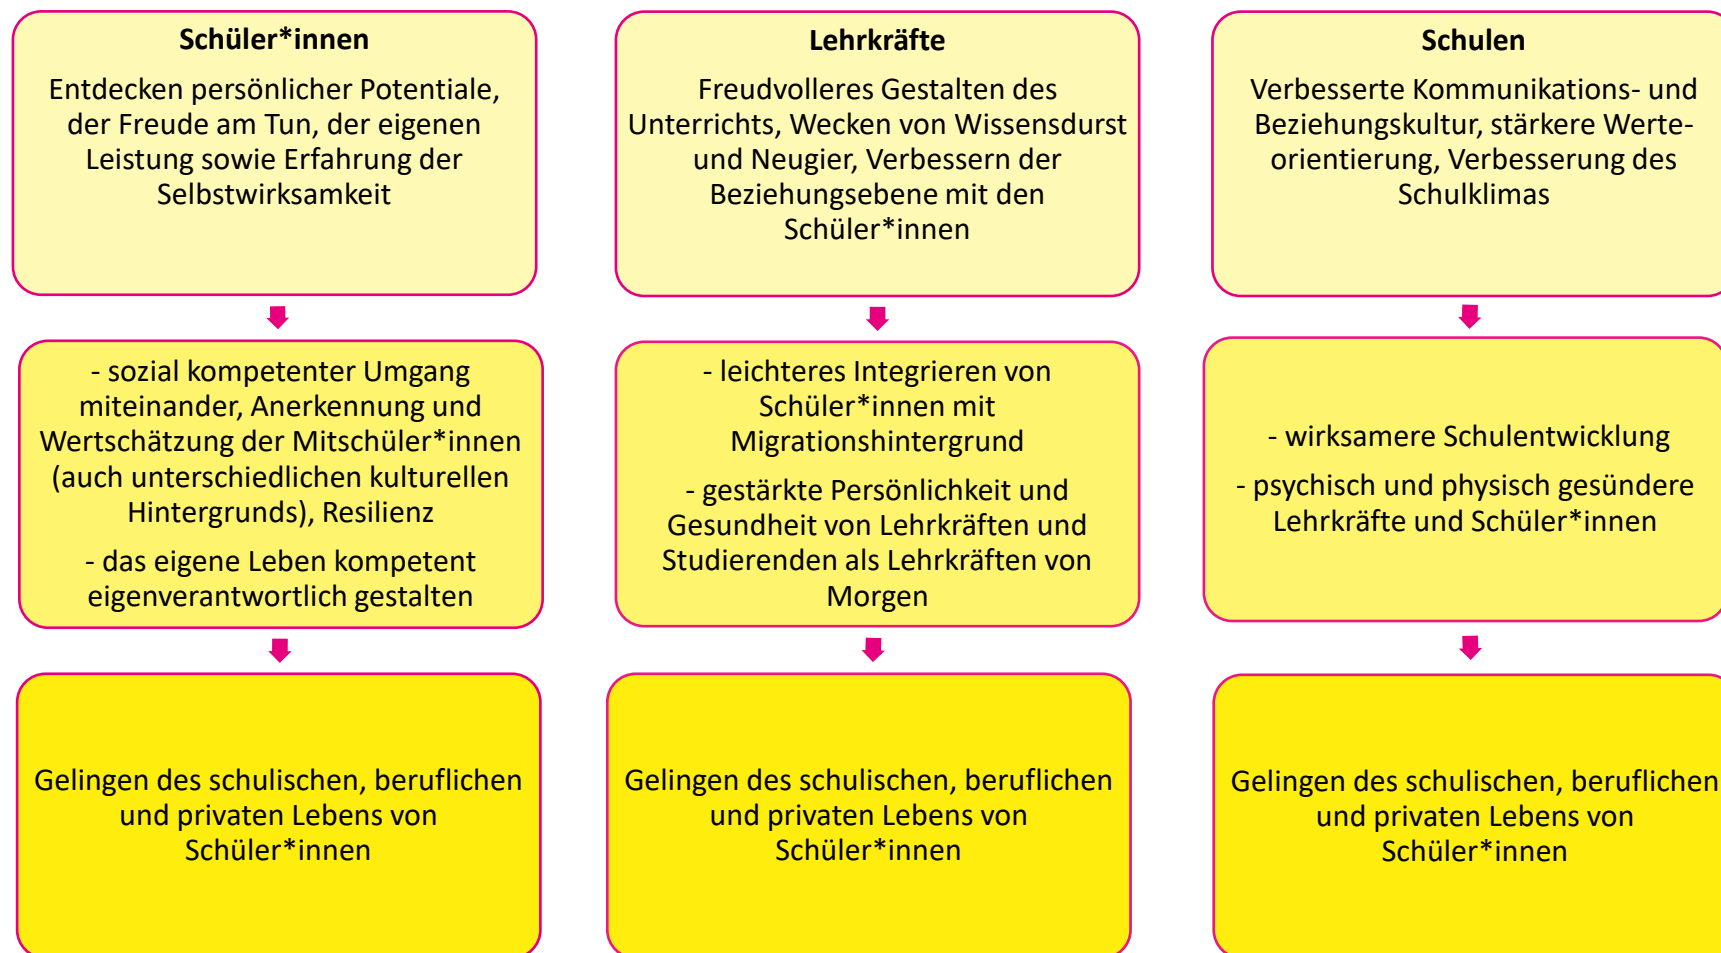 Schüler*innen
Entdecken persönlicher Potentiale,
der Freude am Tun, der eigenen
Leistung sowie Erfahrung der
Selbstwirksamkeit
- sozial kompetenter Umgang
miteinander, Anerkennung und
Wertschätzung der Mitschüler*innen
(auch unterschiedlichen kulturellen
Hintergrunds), Resilienz
- das eigene Leben kompetent
eigenverantwortlich gestalten
Gelingen des schulischen, beruflichen
und privaten Lebens von
Schüler*innen
Lehrkräfte
Freudvolleres Gestalten des
Unterrichts, Wecken von Wissensdurst
und Neugier, Verbessern der
Beziehungsebene mit den
Schüler*innen
- leichteres Integrieren von
Schüler*innen mit
Migrationshintergrund
- gestärkte Persönlichkeit und
Gesundheit von Lehrkräften und
Studierenden als Lehrkräften von
Morgen
Gelingen des schulischen, beruflichen
und privaten Lebens von
Schüler*innen
Schulen
Verbesserte Kommunikations- und
Beziehungskultur, stärkere Werte-
orientierung, Verbesserung des
Schulklimas
- wirksamere Schulentwicklung
- psychisch und physisch gesündere
Lehrkräfte und Schüler*innen
Gelingen des schulischen, beruflichen
und privaten Lebens von
Schüler*innen